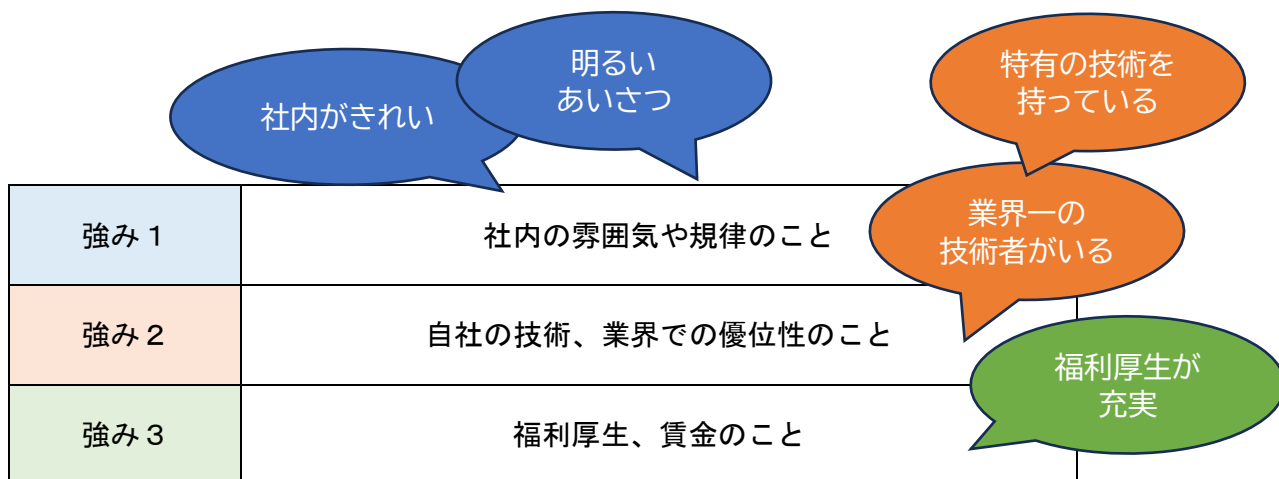 社内がきれい
明るい
あいさつ
特有の技術を
持っている
業界一の
技術者がいる
強み１
社内の雰囲気や規律のこと
強み２
自社の技術、業界での優位性のこと
福利厚生が
充実
強み３
福利厚生、賃金のこと